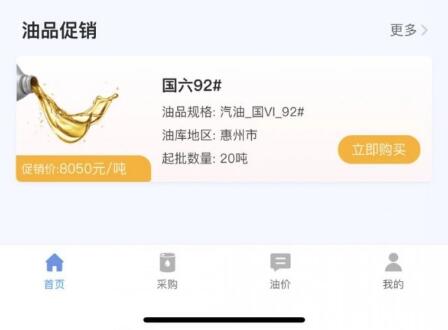 油品促销
更多
国六92#
油品规格: 汽油_国VI_92#
油库地区: 惠州市
起批数量: 20吨
立即购买
促销价:8050元/吨
首页
采购
油价
我的